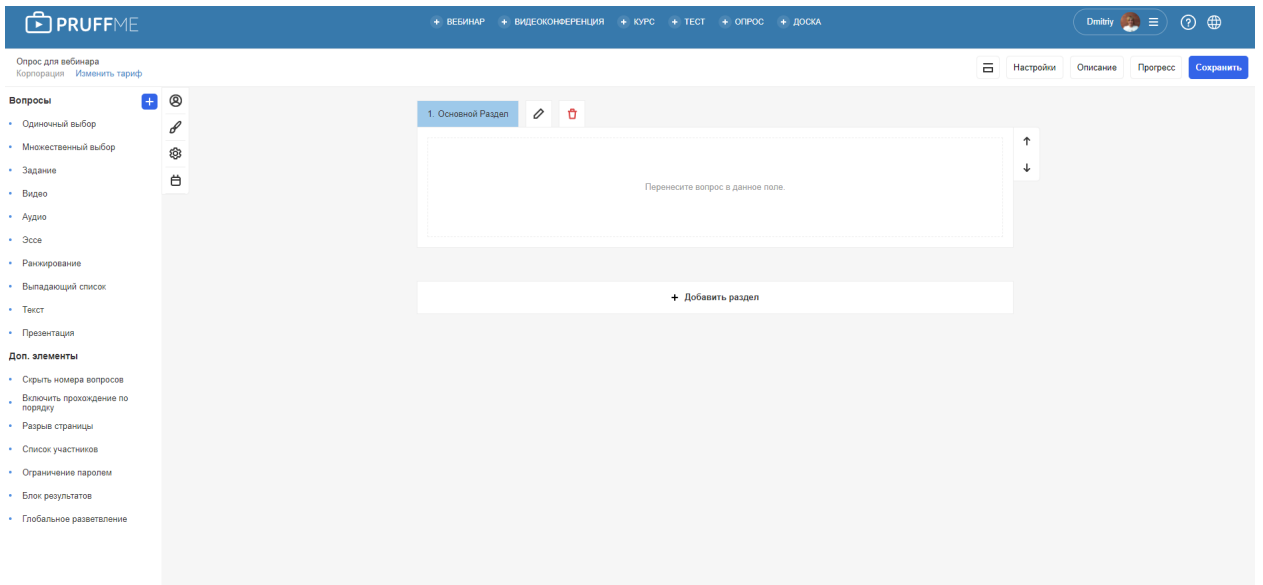 PRUFFME
+ ВЕБИНАР + ВИДЕОКОНФЕРЕНЦИЯ + КУРС + ТЕСТ + ОПРОС + ДОСКА
Dmitriy
Опрос для вебинара
Корпорация Изменить тариф
Настройки Описание Прогресс Сохранить
Вопросы
Одиночный выбор
Множественный выбор
Задание
Видео
Аудио
Эссе
Ранжирование
Выпадающий список
Текст
Презентация
Доп. элементы
Скрыть номера вопросов
Включить прохождение по
порядку
Разрыв страницы
Список участников
Ограничение паролем
Блок результатов
Глобальное разветвление
1. Основной Раздел
Перенесите вопрос в данное поле.
+ Добавить раздел